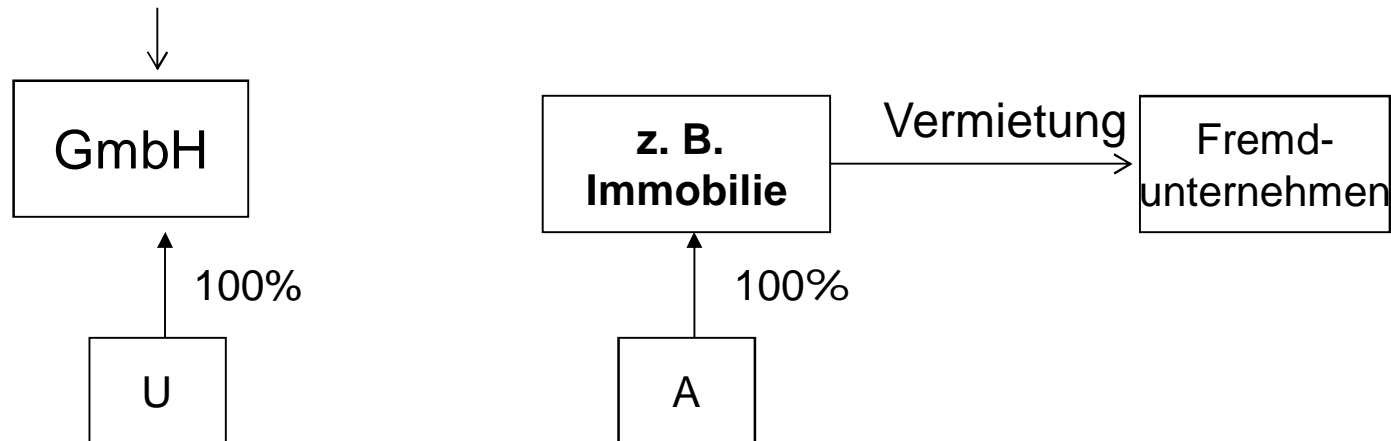 GmbH
z. B.
Immobilie
Vermietung
Fremd-
unternehmen
100%
100%
U
A